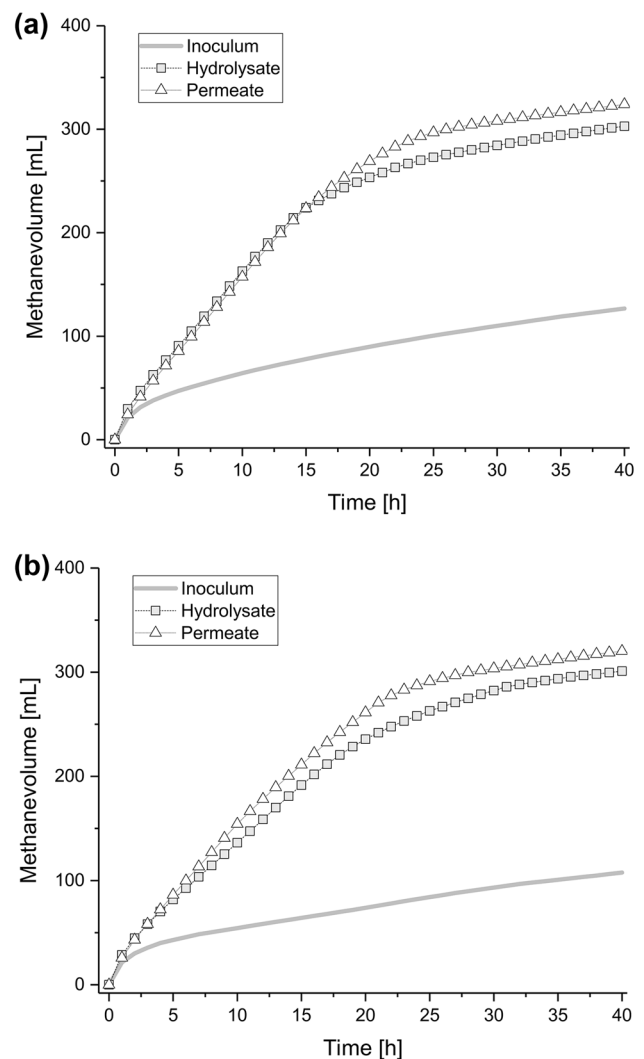 (a)
Inoculum
Hydrolysate
Permeate
400
300
200
100
0
Methanevolume [mL]
0 5 10 15 20 25 30 35 40
Time [h]
(b)
Inoculum
Hydrolysate
Permeate
400
300
200
100
0
Methanevolume [mL]
0 5 10 15 20 25 30 35 40
Time [h]